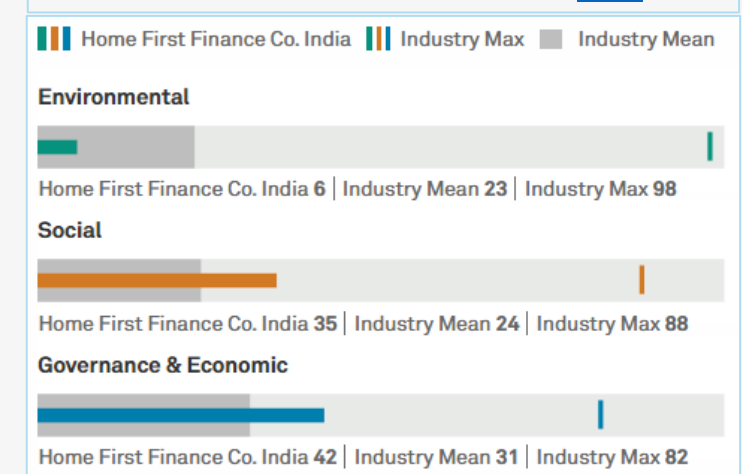 Home First Finance Co. India Industry Max Industry Mean
Environmental
Home First Finance Co. India 6 | Industry Mean 23 | Industry Max 98
Social
Home First Finance Co. India 35 | Industry Mean 24 | Industry Max 88
Governance & Economic
Home First Finance Co. India 42 | Industry Mean 31 | Industry Max 82